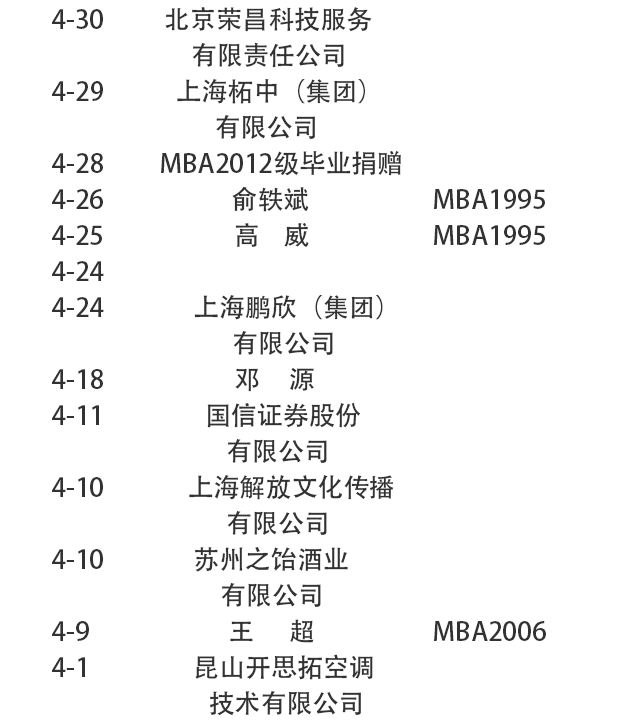 4-30 北京荣昌科技服务
有限责任公司
4-29 上海柘中（集团）
有限公司
4-28 MBA2012级毕业捐赠
4-26 俞轶斌 MBA1995
4-25 高 威 MBA1995
4-24
4-24 上海鹏欣（集团）
有限公司
4-18 邓 源
4-11 国信证券股份
有限公司
4-10 上海解放文化传播
有限公司
4-10 苏州之饴酒业
有限公司
4-9 王 超 MBA2006
4-1 昆山开思拓空调
技术有限公司